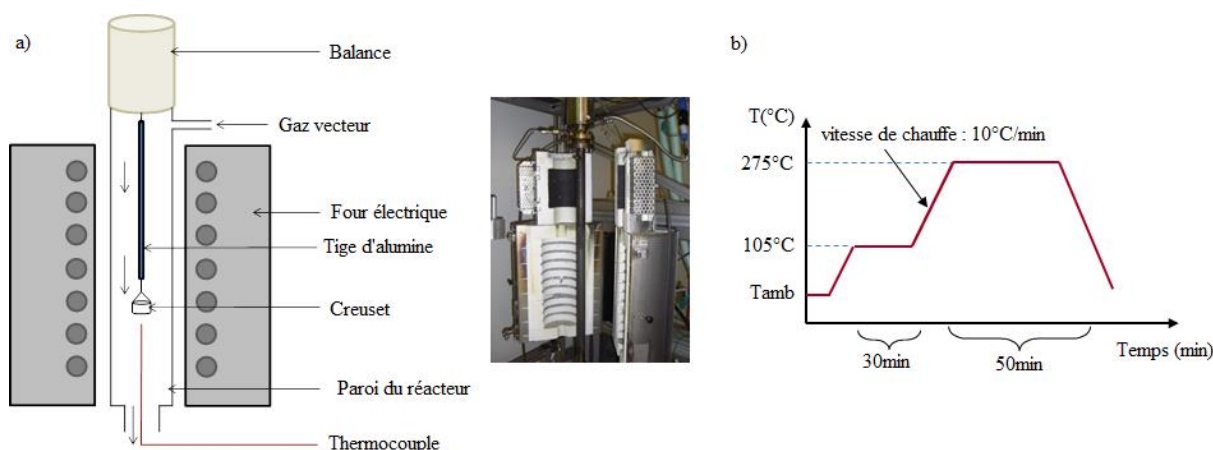 a)
Balance
Gaz vecteur
Four électrique
Tige d'alumine
Creuset
Paroi du réacteur
Thermocouple
b)
T(°C)
vitesse de chauffe : 10°C/min
275°C
105°C
Tamb
30min
50min
Temps (min)